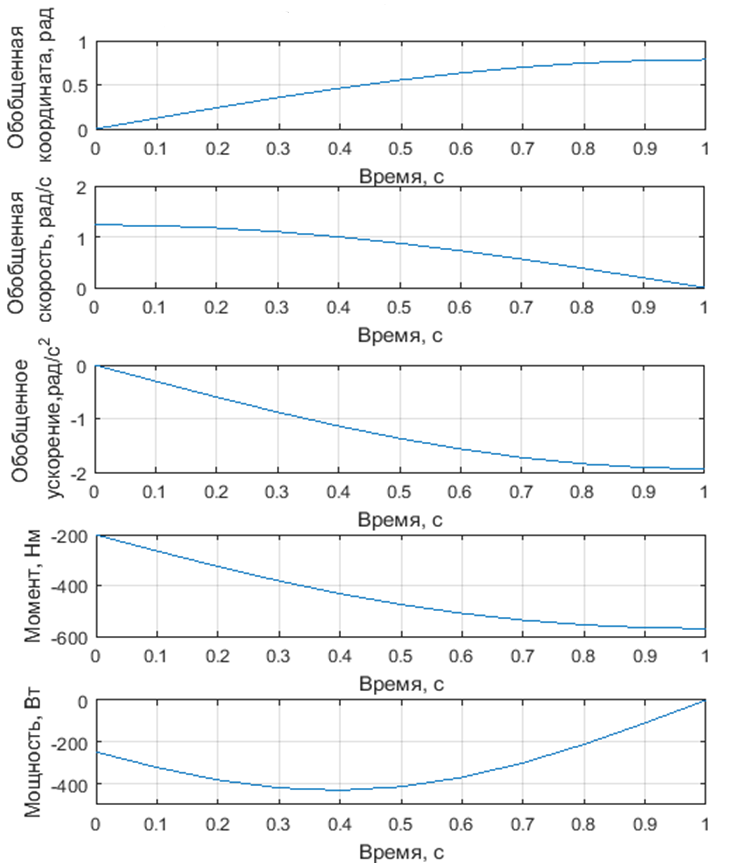 Обобщенная
координата, рад
1
0.5
0
0 0.1 0.2 0.3 0.4 0.5 0.6 0.7 0.8 0.9 1
Время, с
Обобщенная
скорость, рад/с
2
1
0
0 0.1 0.2 0.3 0.4 0.5 0.6 0.7 0.8 0.9 1
Время, с
Обобщенное
ускорение,рад/с²
0
-1
-2
0 0.1 0.2 0.3 0.4 0.5 0.6 0.7 0.8 0.9 1
Время, с
Момент, Нм
-200
-400
-600
0 0.1 0.2 0.3 0.4 0.5 0.6 0.7 0.8 0.9 1
Время, с
Мощность, Вт
0
-200
-400
0 0.1 0.2 0.3 0.4 0.5 0.6 0.7 0.8 0.9 1
Время, с